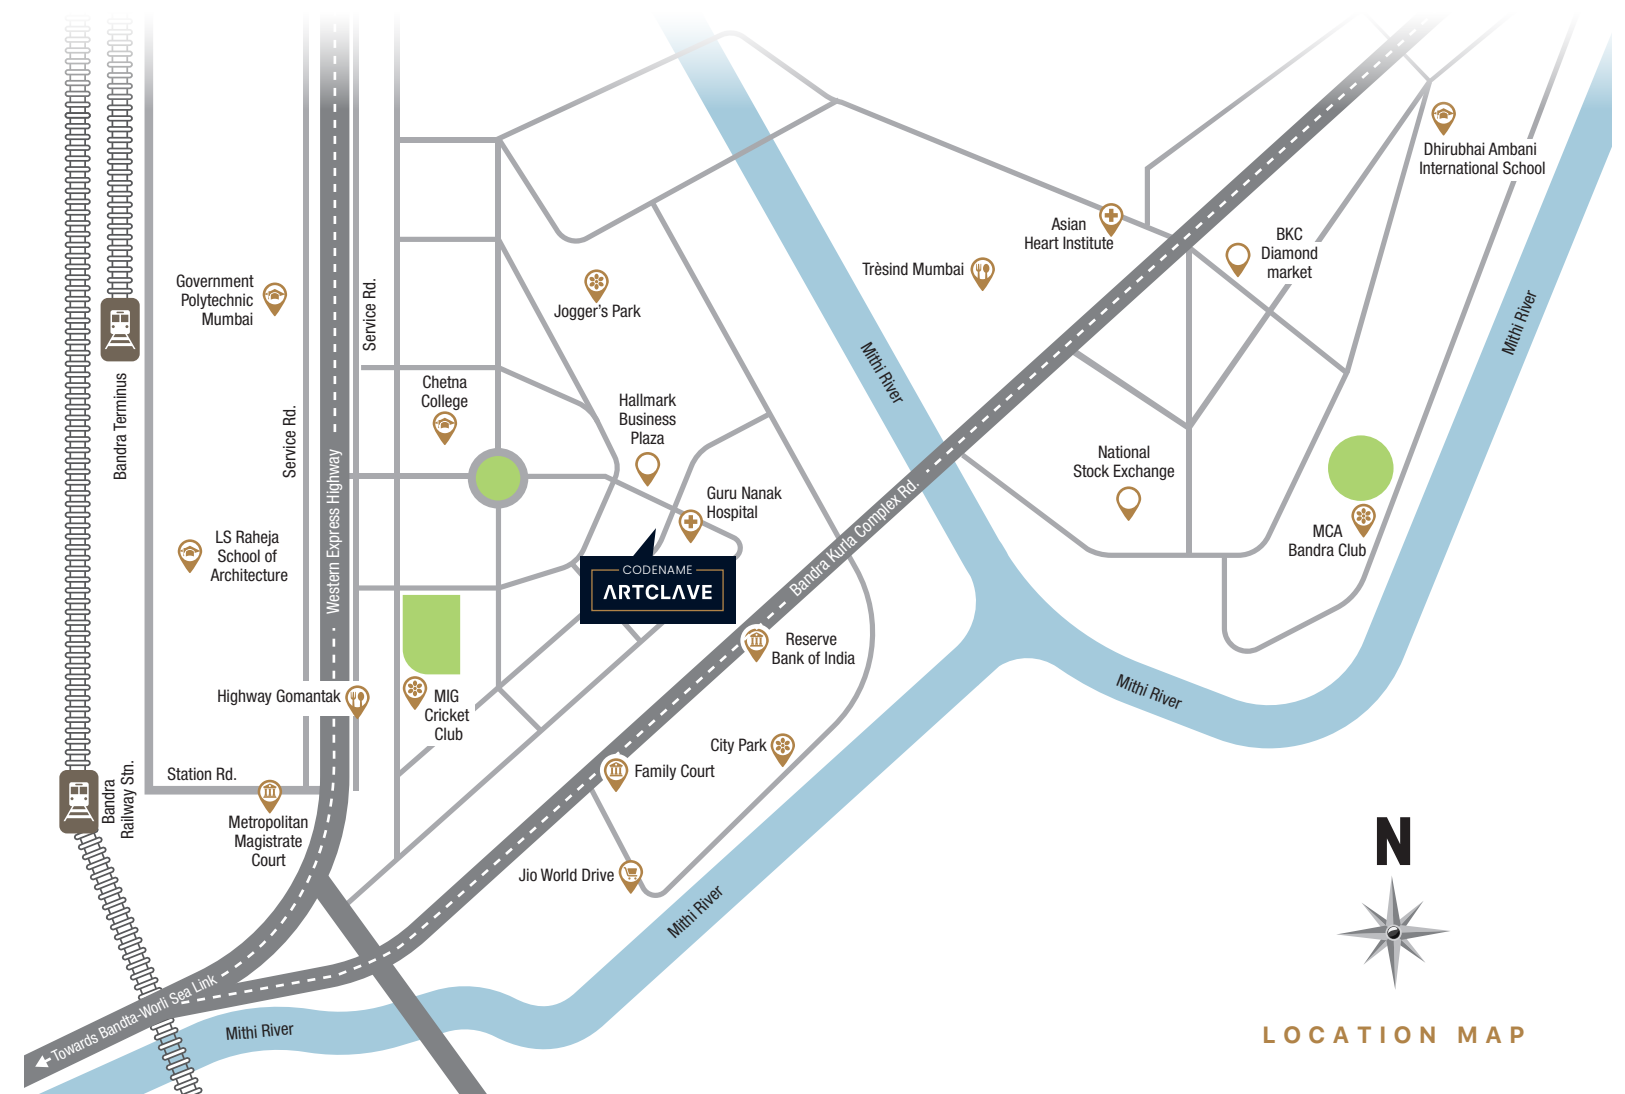 Dhirubhai Ambani
International School
Asian
Heart Institute
BKC
Diamond
market
Trèsind Mumbai
Government
Polytechnic
Mumbai
Jogger's Park
Service Rd.
Mithi River
Mithi River
Bandra Terminus
Chetna
College
Hallmark
Business
Plaza
Service Rd.
National
Stock Exchange
Western Express Highway
Guru Nanak
Hospital
Bandra Kurla Complex Rd.
MCA
Bandra Club
LS Raheja
School of
Architecture
CODENAME
ARTCLAVE
Reserve
Bank of India
Highway Gomantak
MIG
Cricket
Club
Mithi River
City Park
Station Rd.
Family Court
Bandra
Railway Stn.
Metropolitan
Magistrate
Court
Jio World Drive
Mithi River
N
Towards Bandta-Worli Sea Link
Mithi River
LOCATION MAP